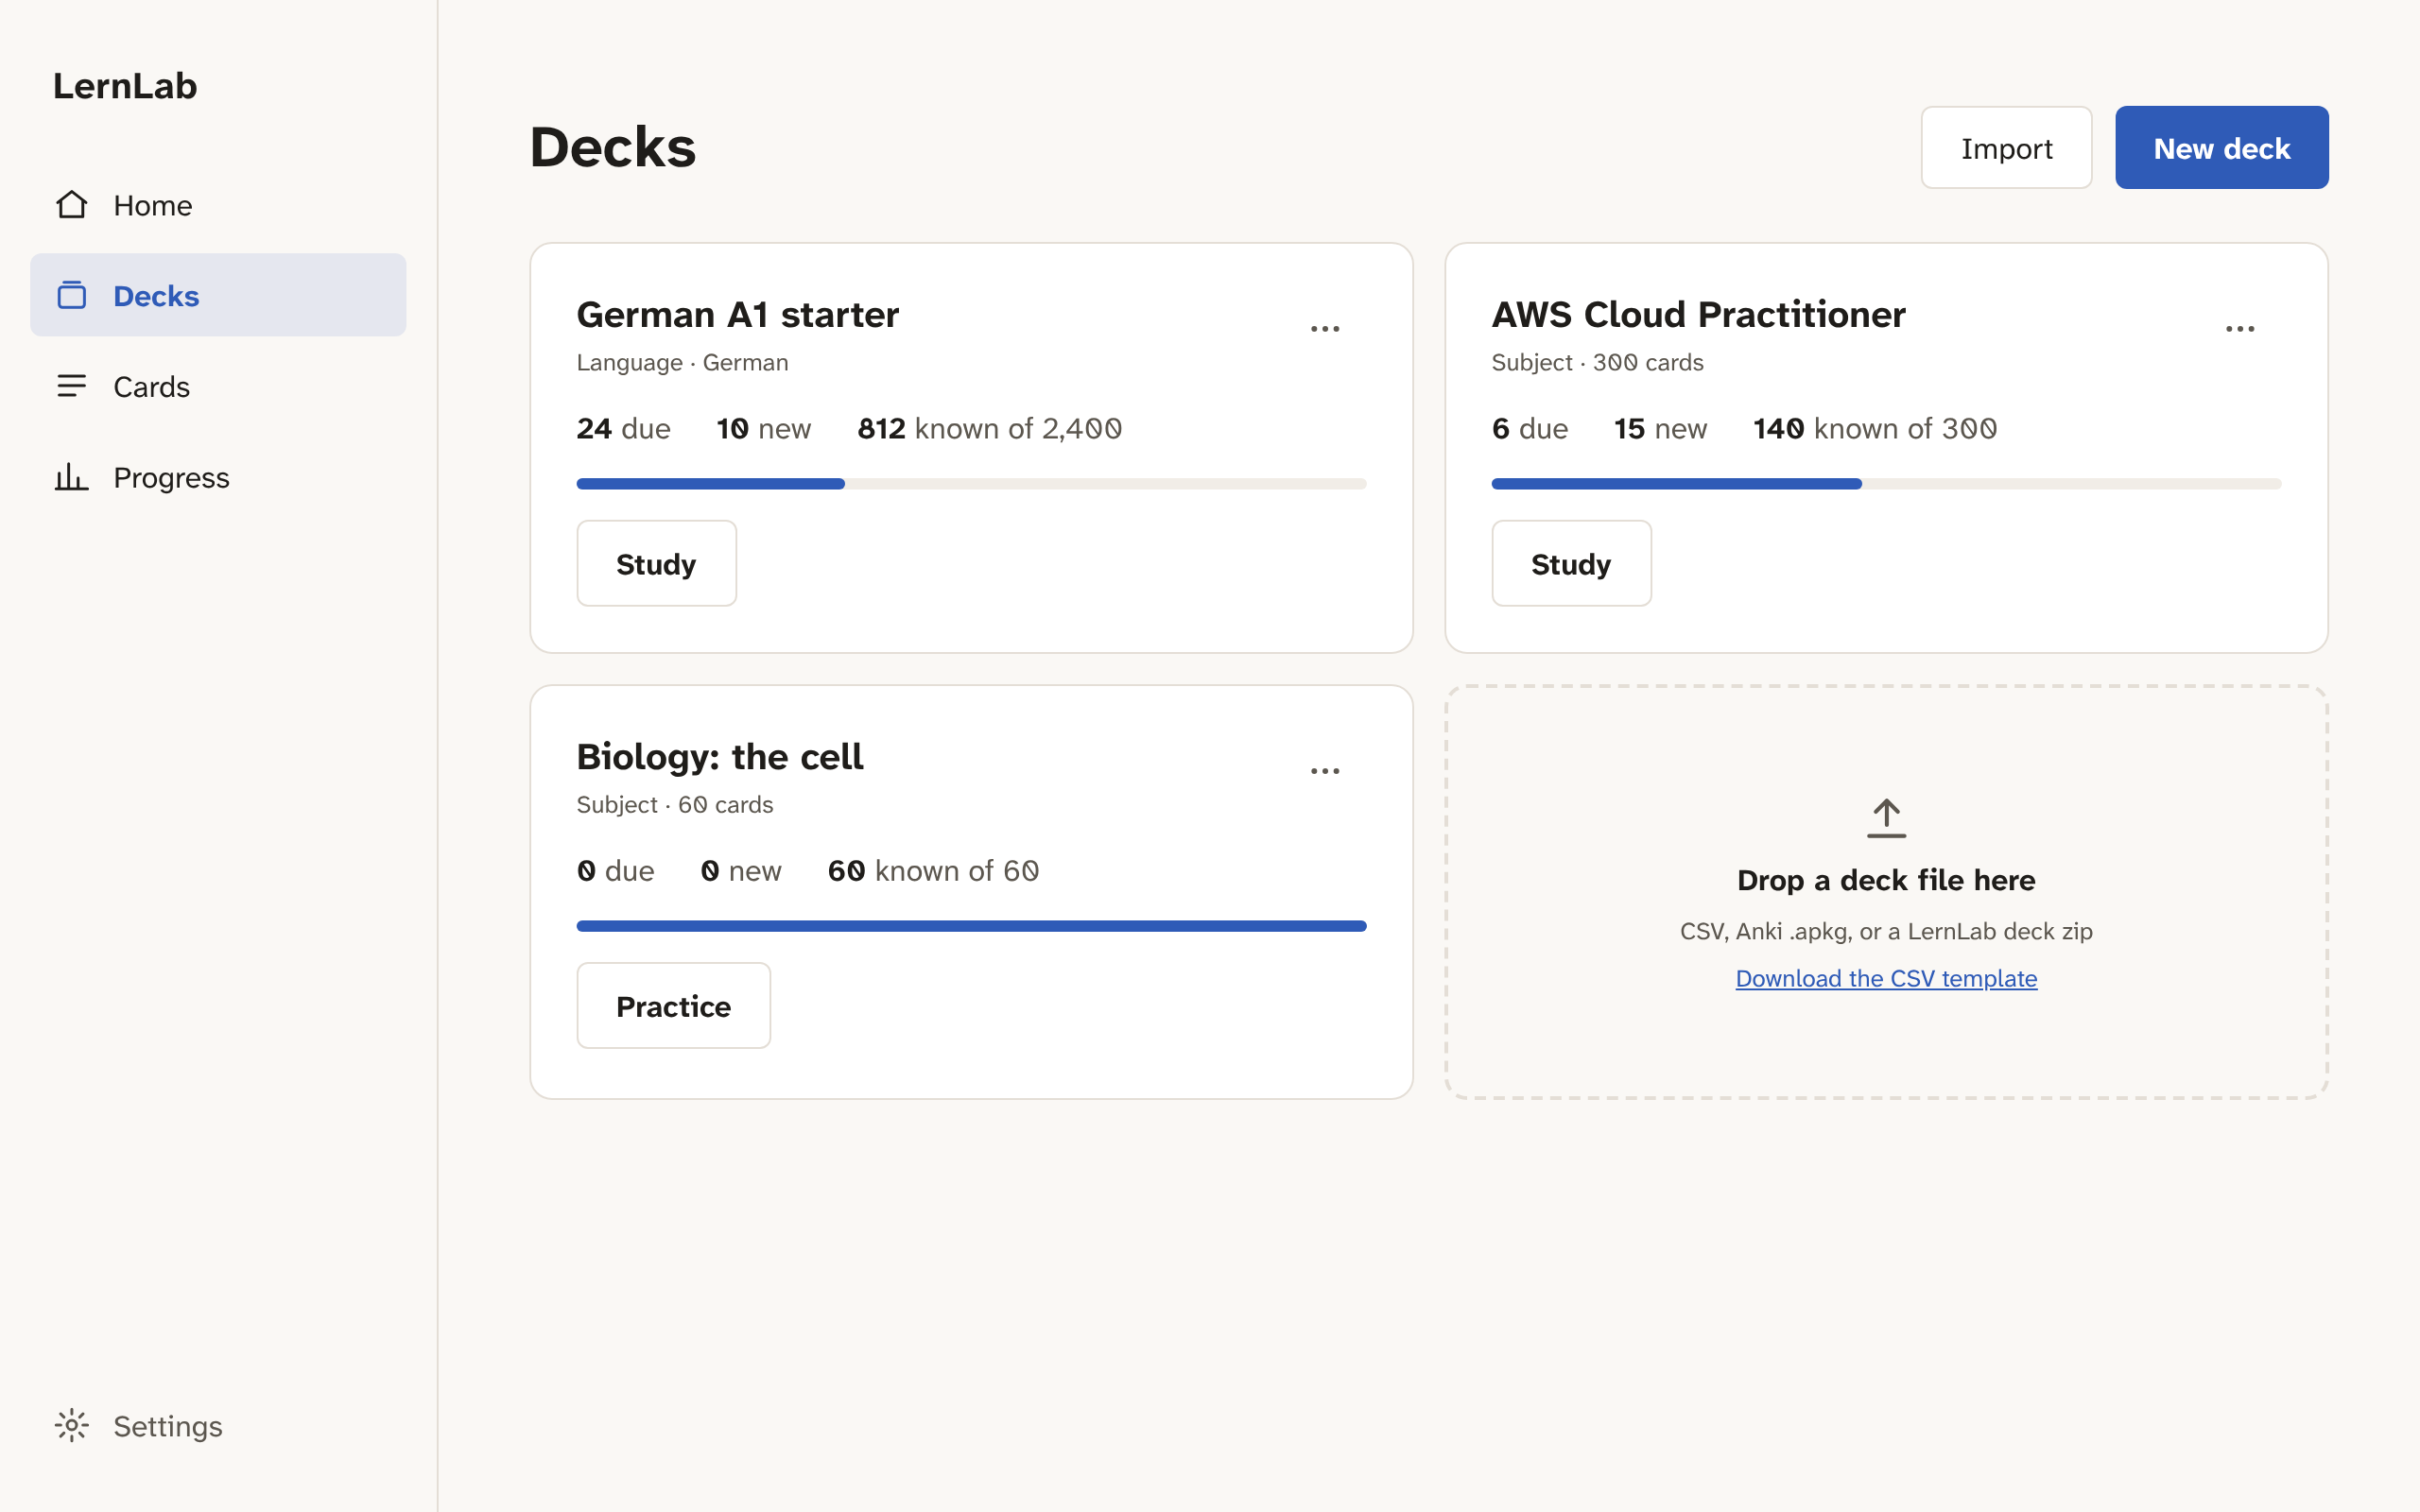 LernLab
Home
Decks
Cards
Progress
Settings
Decks
Import
New deck
German A1 starter
Language · German
24 due 10 new 812 known of 2,400
Study
AWS Cloud Practitioner
Subject · 300 cards
6 due 15 new 140 known of 300
Study
Biology: the cell
Subject · 60 cards
0 due 0 new 60 known of 60
Practice
Drop a deck file here
CSV, Anki .apkg, or a LernLab deck zip
Download the CSV template